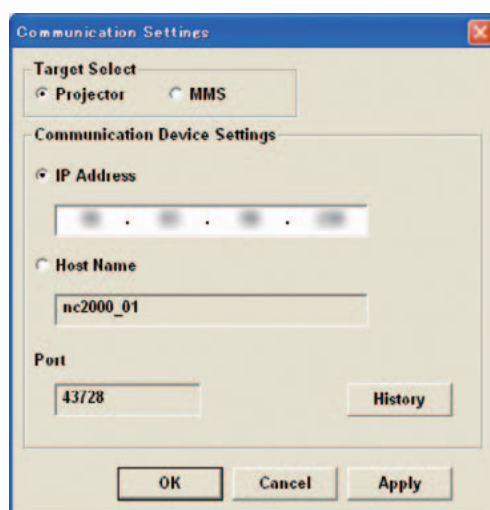 Communication Settings
Target Select
Projector MMS
Communication Device Settings
IP Address
. . .
Host Name
nc2000_01
Port
43728
History
OK Cancel Apply